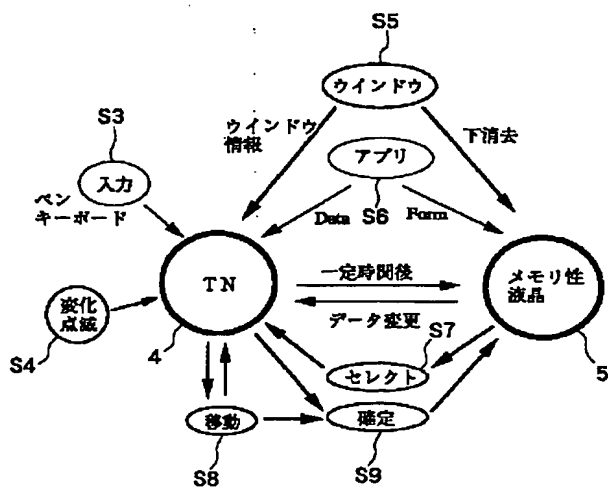 S5
ウインドウ
S3
ウインドウ
情報
下消去
入力
アプリ
ペン
キーボード
Data
S6
Form
TN
一定時間後
メモリ性
液晶
変化
点滅
データ変更
S7
S4
4
セレクト
5
移動
確定
S8
S9